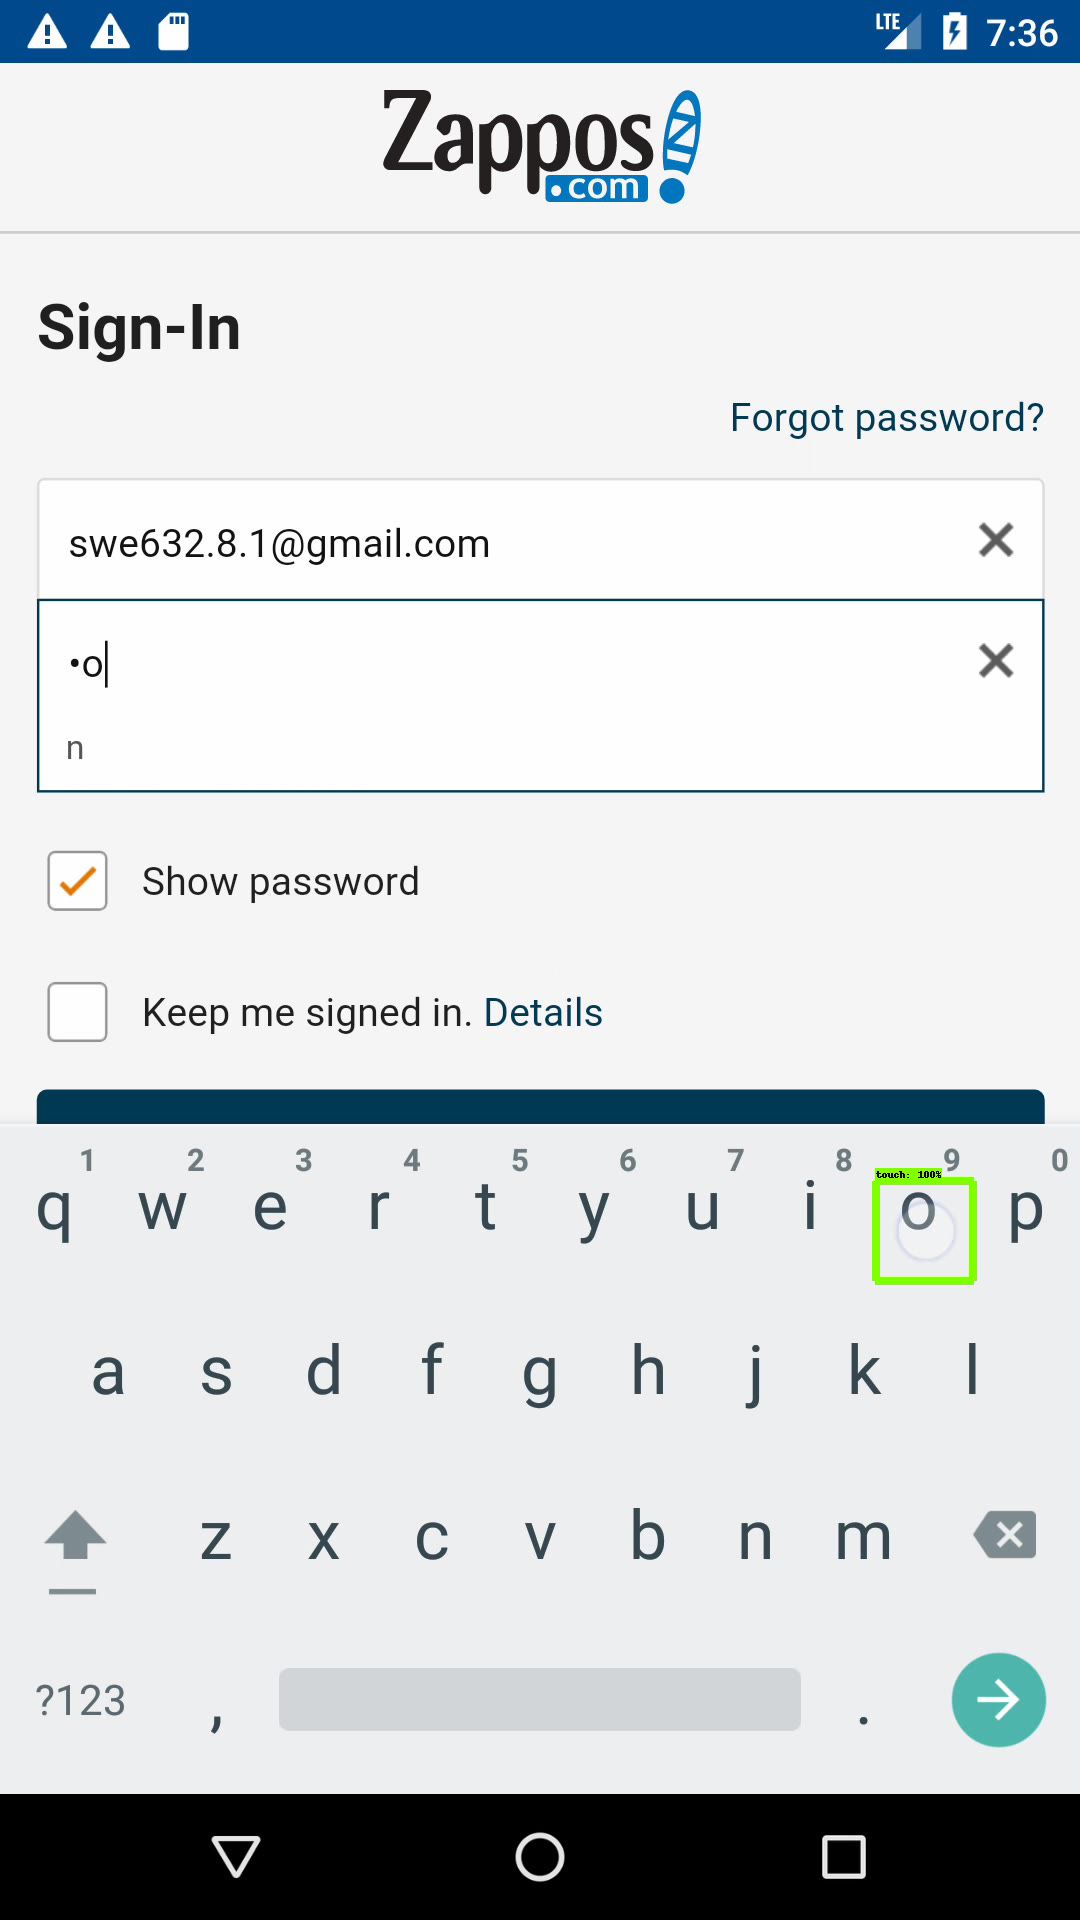 LTE 7:36
Zappos
.com
Sign-In
Forgot password?
swe632.8.1@gmail.com
•o
n
Show password
Keep me signed in. Details
1 2 3 4 5 6 7 8 9 0
touch: 100%
q w e r t y u i o p
a s d f g h j k l
z x c v b n m
?123 , .